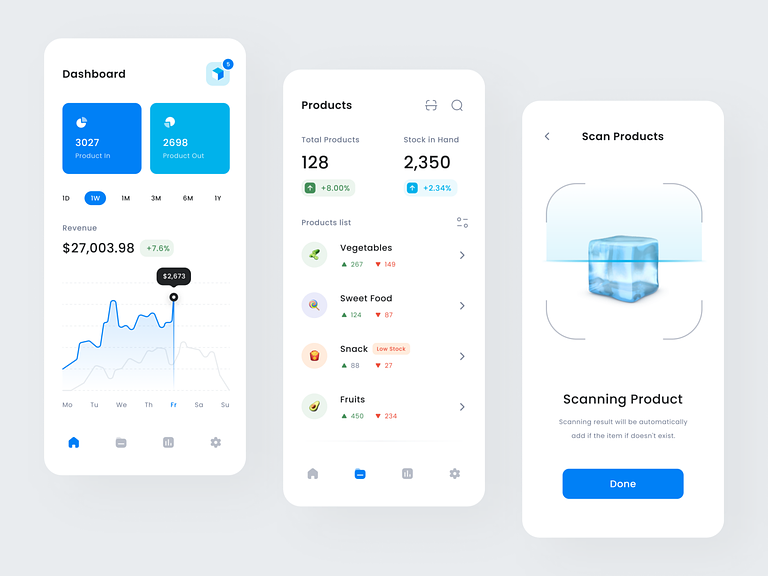 Dashboard
5
3027
Product In
2698
Product Out
1D
1W
1M
3M
6M
1Y
Revenue
$27,003.98
+7.6%
$2,673
Mo
Tu
We
Th
Fr
Sa
Su
Products
Total Products
Stock in Hand
128
2,350
+8.00%
+2.34%
Products list
Vegetables
267
149
Sweet Food
124
87
Snack
Low Stock
88
27
Fruits
450
234
Scan Products
Scanning Product
Scanning result will be automatically
add if the item if doesn't exist.
Done